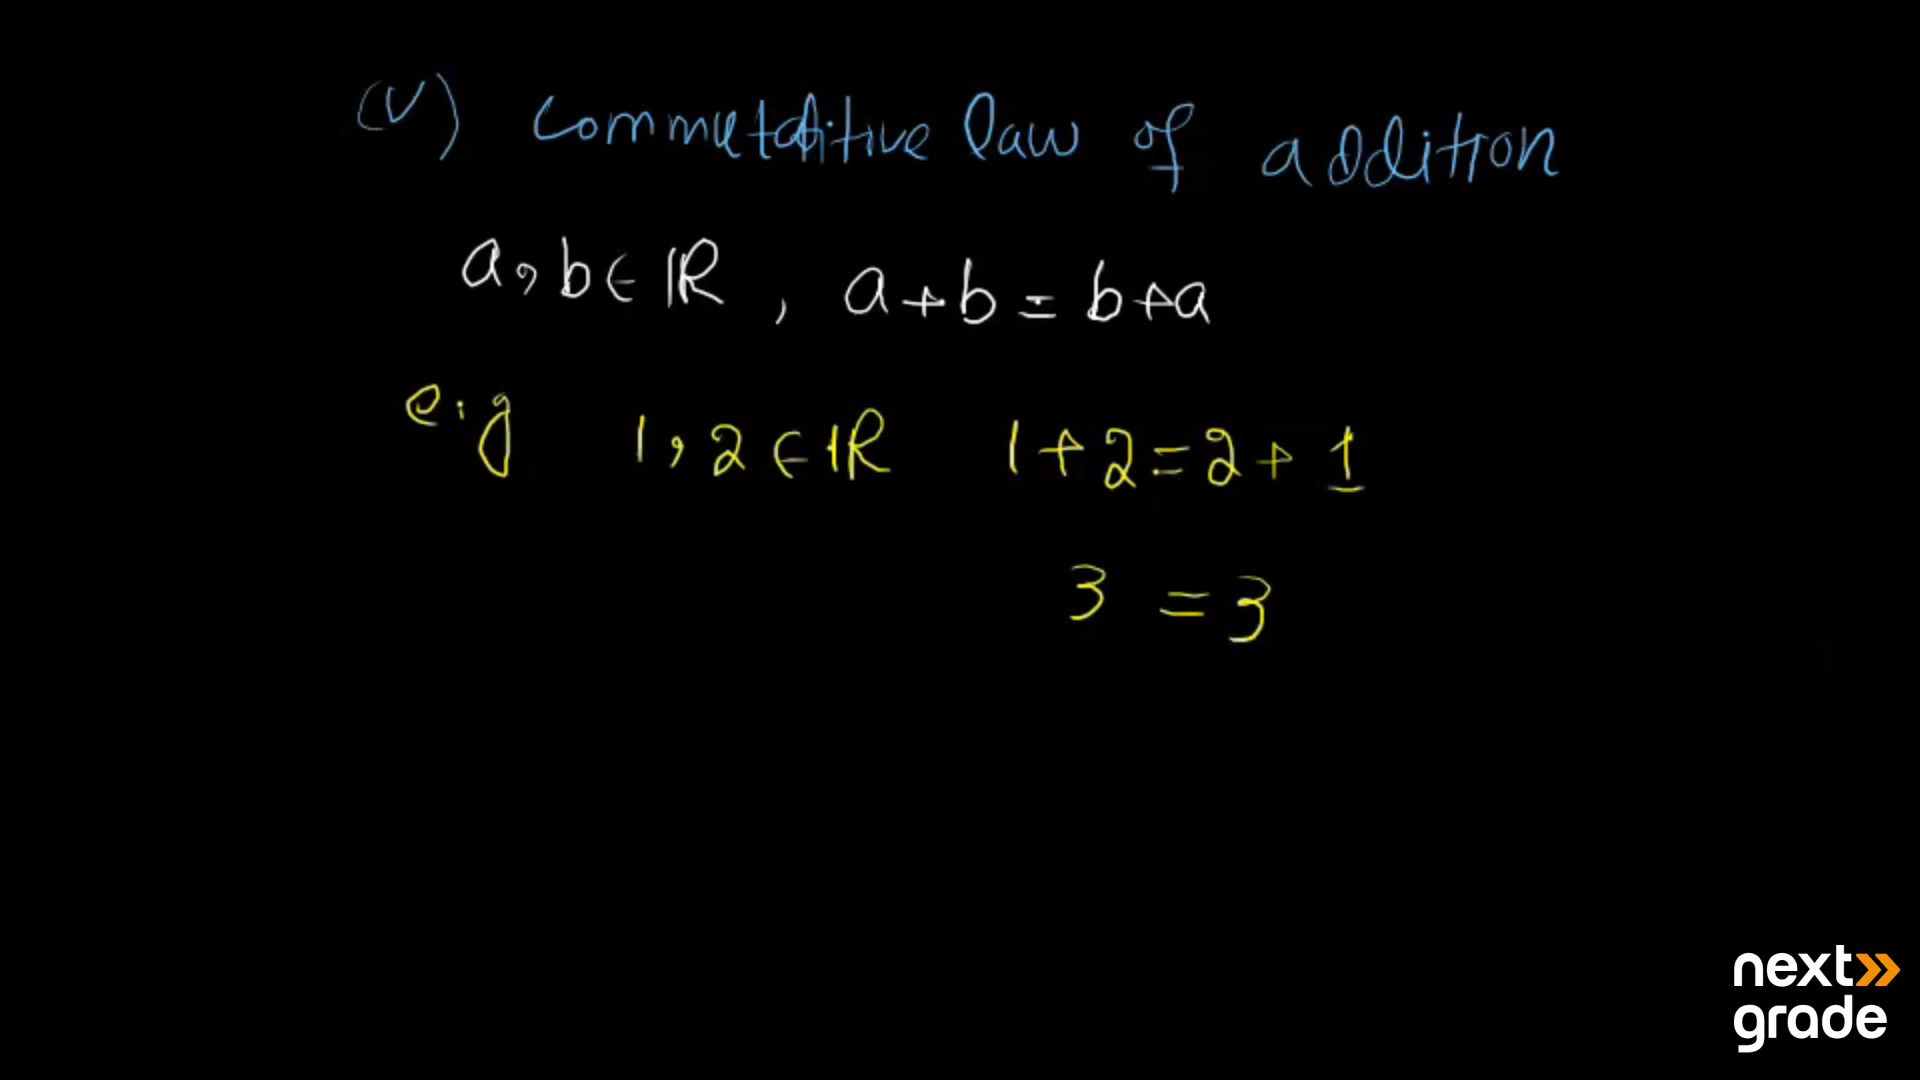 (V) Commutative law of addition
a, b ∈ ℝ , a + b = b + a
e.g 1, 2 ∈ ℝ 1 + 2 = 2 + 1
3 = 3
next
grade